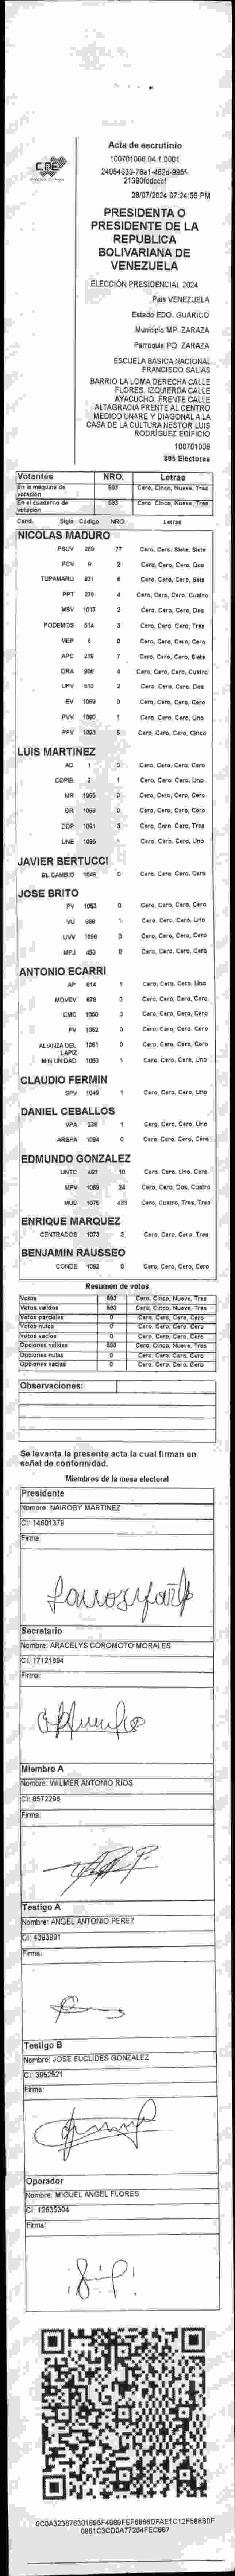 CNE
Acta de escrutinio
100701006.04.1.0001
28/07/2024 07:24:55 PM
PRESIDENTA O
PRESIDENTE DE LA
REPUBLICA
BOLIVARIANA DE
VENEZUELA
ELECCIÓN PRESIDENCIAL 2024
Pais VENEZUELA
Estado EDO. GUARICO
Municipio MP. ZARAZA
Parroquia PQ. ZARAZA
ESCUELA BASICA NACIONAL
FRANCISCO SALIAS
BARRIO LA LOMA DERECHA CALLE
FLORES. IZQUIERDA CALLE
AYACUCHO. FRENTE CALLE
ALTAGRACIA FRENTE AL CENTRO
MEDICO UNARE Y DIAGONAL A LA
CASA DE LA CULTURA NESTOR LUIS
RODRIGUEZ EDIFICIO
100701006
895 Electores
Votantes NRO. Letras
En la máquina de votación 593 Cero, Cinco, Nueve, Tres
En el cuaderno de votación 593 Cero, Cinco, Nueve, Tres
Cand. Sigla Código NRO. Letras
NICOLAS MADURO
PSUV 269 77 Cero, Cero, Siete, Siete
PCV 9 2 Cero, Cero, Cero, Dos
TUPAMARO 231 6 Cero, Cero, Cero, Seis
PPT 270 4 Cero, Cero, Cero, Cuatro
MSV 1017 2 Cero, Cero, Cero, Dos
PODEMOS 514 3 Cero, Cero, Cero, Tres
MEP 6 0 Cero, Cero, Cero, Cero
APC 219 7 Cero, Cero, Cero, Siete
ORA 906 4 Cero, Cero, Cero, Cuatro
UPV 512 2 Cero, Cero, Cero, Dos
EV 1069 0 Cero, Cero, Cero, Cero
PVV 1090 1 Cero, Cero, Cero, Uno
PFV 1093 5 Cero, Cero, Cero, Cinco
LUIS MARTINEZ
AD 1 0 Cero, Cero, Cero, Cero
COPEI 2 1 Cero, Cero, Cero, Uno
MR 1065 0 Cero, Cero, Cero, Cero
BR 1086 0 Cero, Cero, Cero, Cero
DDP 1091 3 Cero, Cero, Cero, Tres
UNE 1095 1 Cero, Cero, Cero, Uno
JAVIER BERTUCCI
EL CAMBIO 1048 0 Cero, Cero, Cero, Cero
JOSE BRITO
PV 1053 0 Cero, Cero, Cero, Cero
VU 988 1 Cero, Cero, Cero, Uno
UVV 1096 0 Cero, Cero, Cero, Cero
MPJ 458 0 Cero, Cero, Cero, Cero
ANTONIO ECARRI
AP 614 1 Cero, Cero, Cero, Uno
MOVEV 678 0 Cero, Cero, Cero, Cero
CMC 1050 0 Cero, Cero, Cero, Cero
FV 1062 0 Cero, Cero, Cero, Cero
ALIANZA DEL LAPIZ 1051 0 Cero, Cero, Cero, Cero
MIN UNIDAD 1088 1 Cero, Cero, Cero, Uno
CLAUDIO FERMIN
SPV 1049 1 Cero, Cero, Cero, Uno
DANIEL CEBALLOS
VPA 238 1 Cero, Cero, Cero, Uno
AREPA 1094 0 Cero, Cero, Cero, Cero
EDMUNDO GONZALEZ
UNTC 460 10 Cero, Cero, Uno, Cero
MPV 1069 24 Cero, Cero, Dos, Cuatro
MUD 1075 433 Cero, Cuatro, Tres, Tres
ENRIQUE MARQUEZ
CENTRADOS 1073 3 Cero, Cero, Cero, Tres
BENJAMIN RAUSSEO
CONDE 1092 0 Cero, Cero, Cero, Cero
Resumen de votos
Votos 593 Cero, Cinco, Nueve, Tres
Votos validos 593 Cero, Cinco, Nueve, Tres
Votos parciales 0 Cero, Cero, Cero, Cero
Votos nulos 0 Cero, Cero, Cero, Cero
Votos vacios 0 Cero, Cero, Cero, Cero
Opciones validas 593 Cero, Cinco, Nueve, Tres
Opciones nulas 0 Cero, Cero, Cero, Cero
Opciones vacias 0 Cero, Cero, Cero, Cero
Observaciones:
Se levanta la presente acta la cual firman en
señal de conformidad.
Miembros de la mesa electoral
Presidente
Nombre: NAIROBY MARTINEZ
CI: 14601379
Firma:
Secretario
Nombre: ARACELYS COROMOTO MORALES
CI: 17121894
Firma:
Miembro A
Nombre: WILMER ANTONIO RIOS
CI: 8572296
Firma:
Testigo A
Nombre: ANGEL ANTONIO PEREZ
CI: 4393891
Firma:
Testigo B
Nombre: JOSE EUCLIDES GONZALEZ
CI: 3952521
Firma:
Operador
Nombre: MIGUEL ANGEL FLORES
CI: 12635304
Firma: